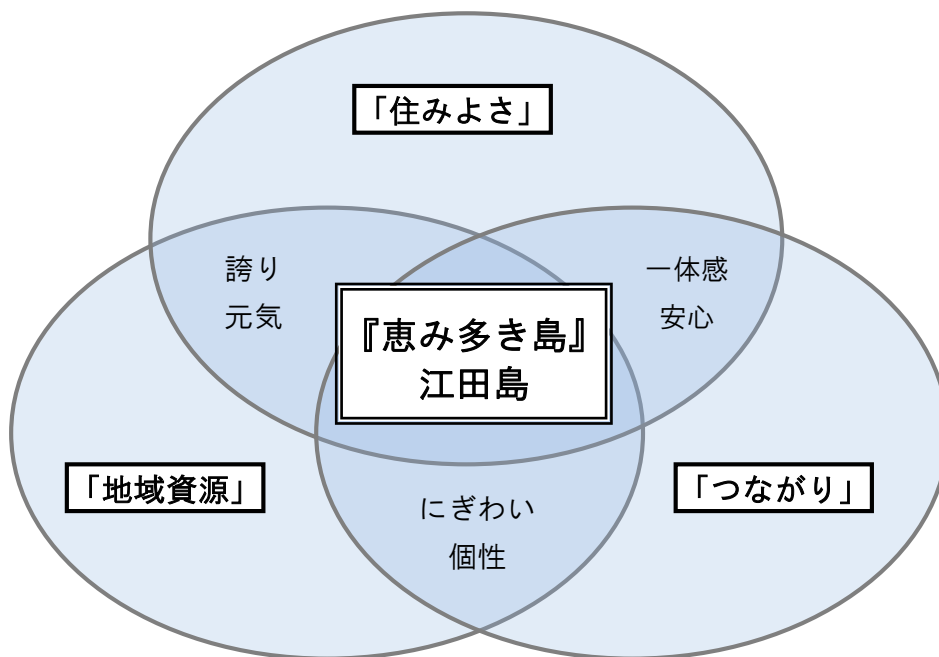 「住みよさ」
誇り
元気
一体感
安心
『恵み多き島』
江田島
「地域資源」
「つながり」
にぎわい
個性